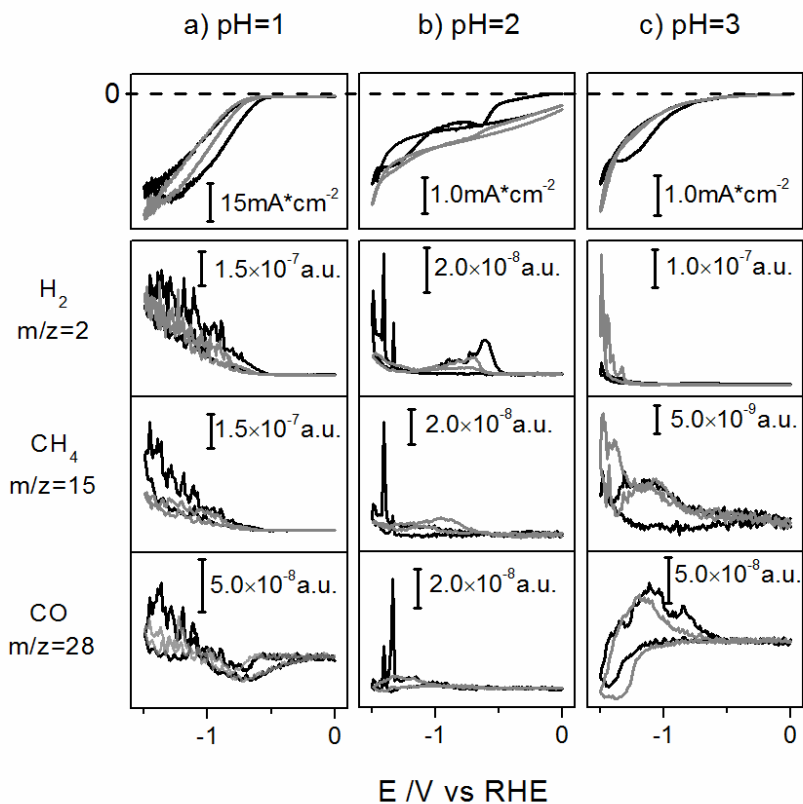 a) pH=1 b) pH=2 c) pH=3
0
15mA*cm⁻² 1.0mA*cm⁻² 1.0mA*cm⁻²
H₂
m/z=2
1.5×10⁻⁷a.u. 2.0×10⁻⁸a.u. 1.0×10⁻⁷a.u.
CH₄
m/z=15
1.5×10⁻⁷a.u. 2.0×10⁻⁸a.u. 5.0×10⁻⁹a.u.
CO
m/z=28
5.0×10⁻⁸a.u. 2.0×10⁻⁸a.u. 5.0×10⁻⁸a.u.
-1 0 -1 0 -1 0
E /V vs RHE